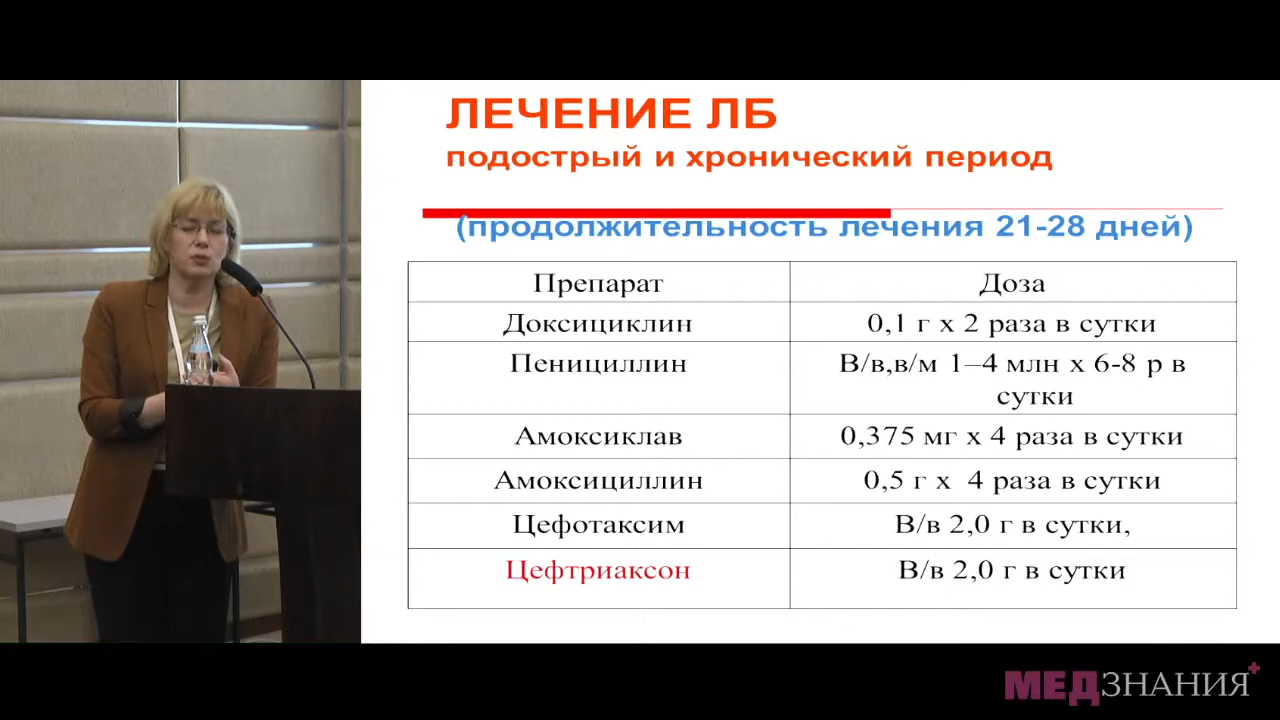 ЛЕЧЕНИЕ ЛБ
подострый и хронический период
(продолжительность лечения 21-28 дней)
Препарат Доза
Доксициклин 0,1 г х 2 раза в сутки
Пенициллин В/в,в/м 1–4 млн х 6-8 р в
сутки
Амоксиклав 0,375 мг х 4 раза в сутки
Амоксициллин 0,5 г х 4 раза в сутки
Цефотаксим В/в 2,0 г в сутки,
Цефтриаксон В/в 2,0 г в сутки
МЕДЗНАНИЯ+